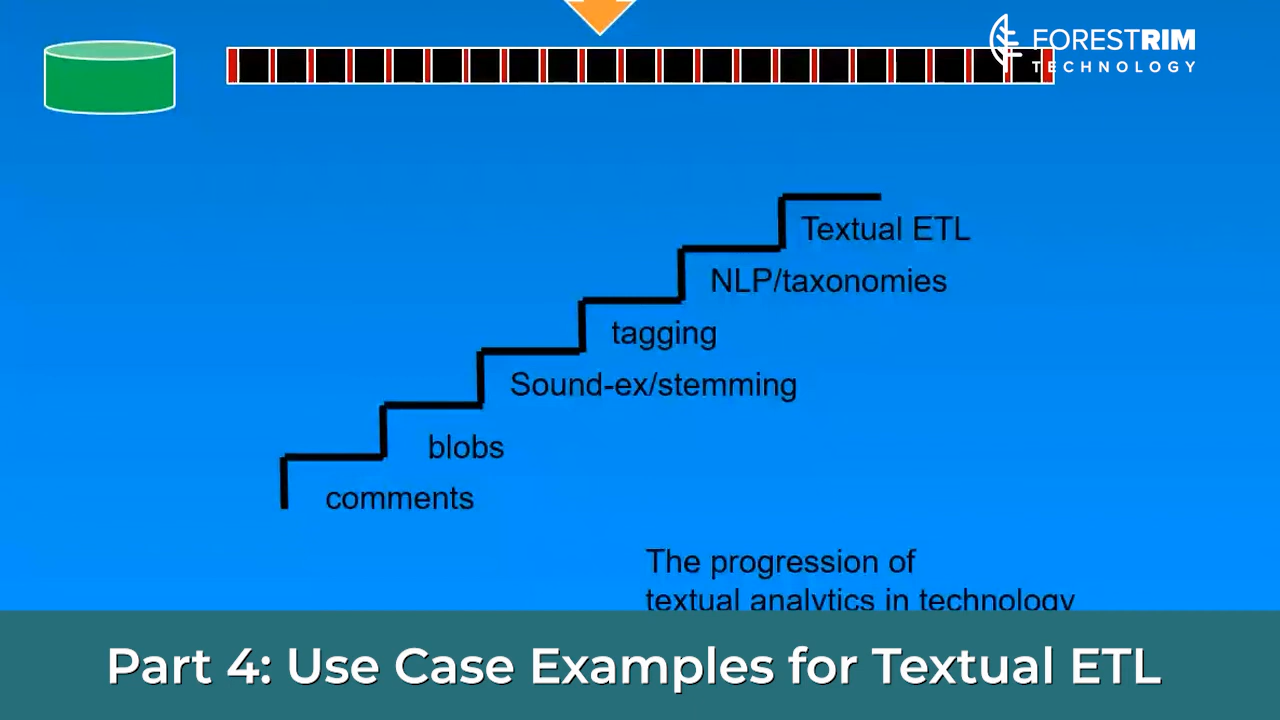 FORESTRIM
TECHNOLOGY
Textual ETL
NLP/taxonomies
tagging
Sound-ex/stemming
blobs
comments
The progression of
textual analytics in technology
Part 4: Use Case Examples for Textual ETL